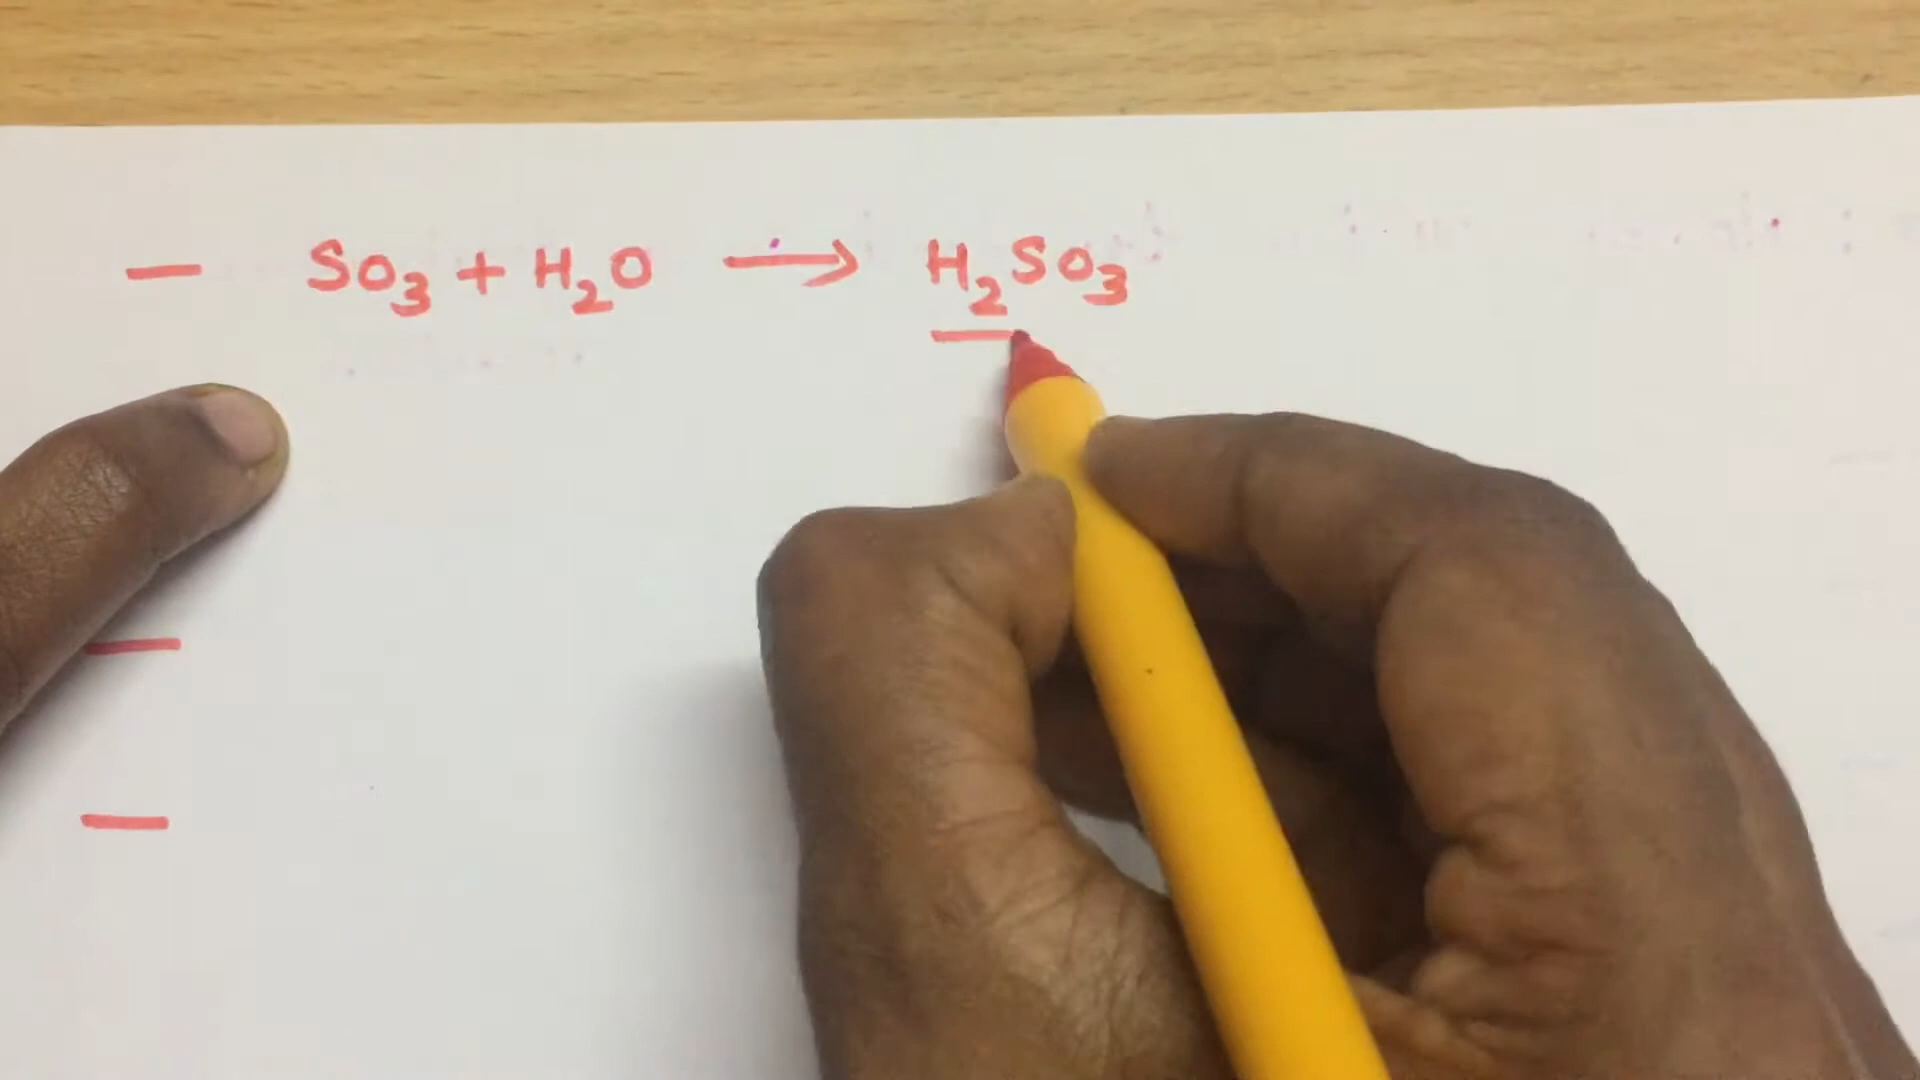 — SO₃ + H₂O ⟶ H₂SO₃
—
—